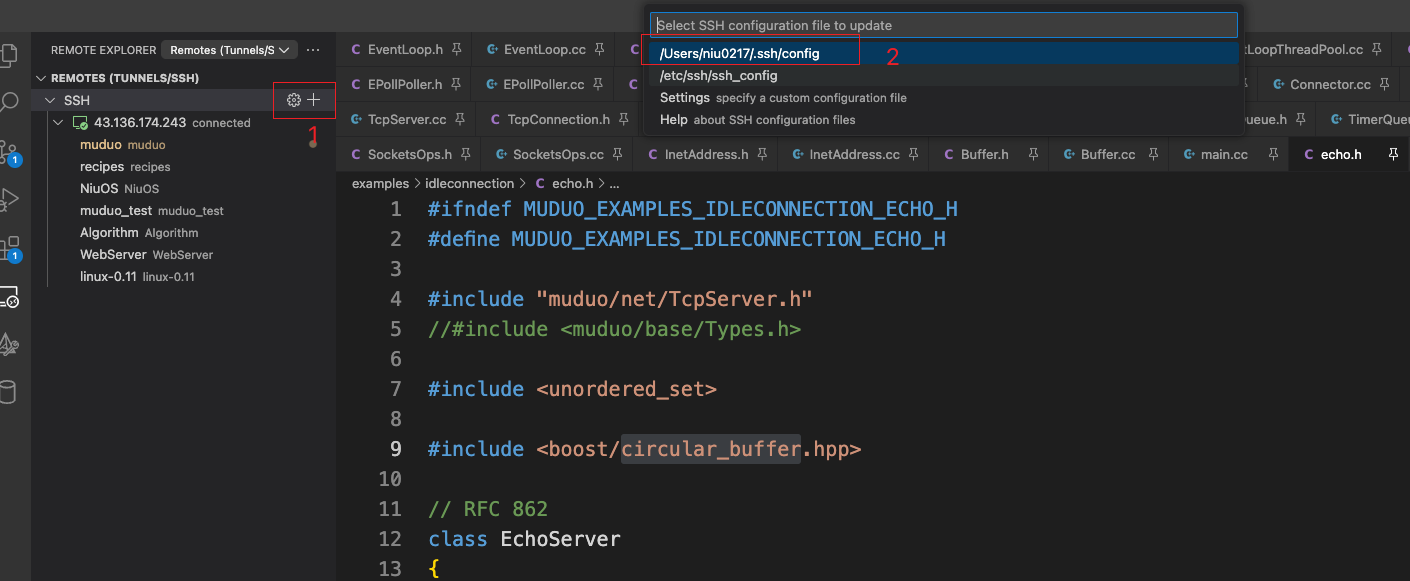 Select SSH configuration file to update
/Users/niu0217/.ssh/config
2
/etc/ssh/ssh_config
Settings specify a custom configuration file
Help about SSH configuration files
REMOTE EXPLORER Remotes (Tunnels/S ···
REMOTES (TUNNELS/SSH)
SSH
1
43.136.174.243 connected
muduo muduo
recipes recipes
NiuOS NiuOS
muduo_test muduo_test
Algorithm Algorithm
WebServer WebServer
linux-0.11 linux-0.11
1
1
C EventLoop.h C+ EventLoop.cc C LoopThreadPool.cc
C EPollPoller.h C+ EPollPoller.cc C C+ Connector.cc
C+ TcpServer.cc C TcpConnection.h ueue.h C+ TimerQueu
C SocketsOps.h C+ SocketsOps.cc C InetAddress.h C+ InetAddress.cc C Buffer.h C+ Buffer.cc C+ main.cc C echo.h
examples > idleconnection > C echo.h > ...
1 #ifndef MUDUO_EXAMPLES_IDLECONNECTION_ECHO_H
2 #define MUDUO_EXAMPLES_IDLECONNECTION_ECHO_H
3
4 #include "muduo/net/TcpServer.h"
5 //#include <muduo/base/Types.h>
6
7 #include <unordered_set>
8
9 #include <boost/circular_buffer.hpp>
10
11 // RFC 862
12 class EchoServer
13 {